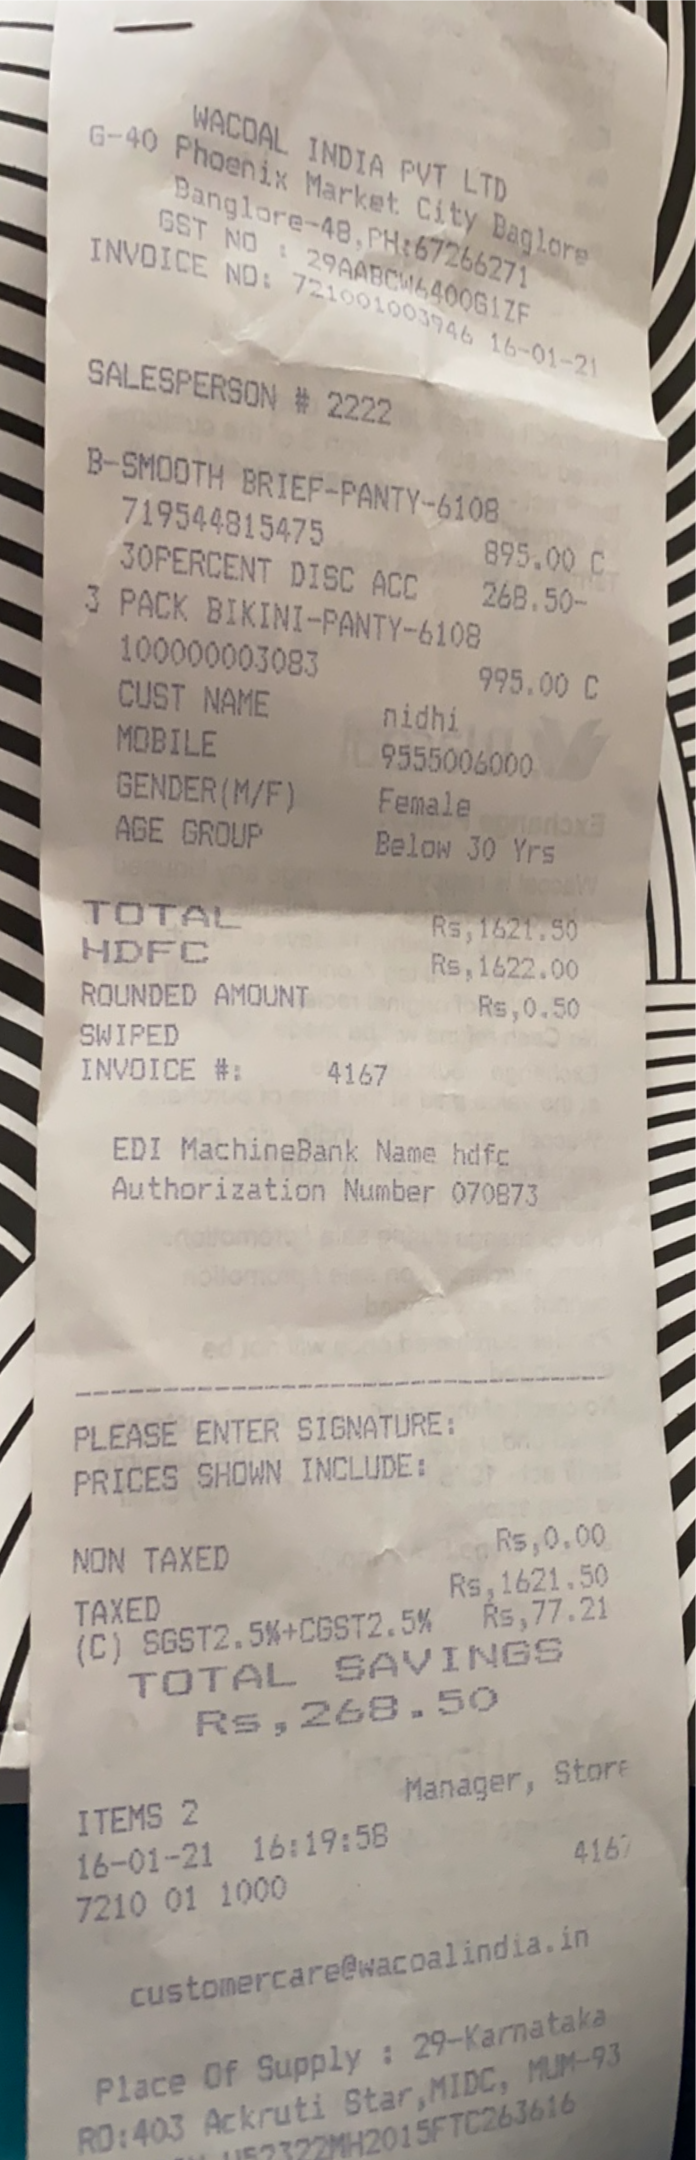 WACOAL INDIA PVT LTD
G-40 Phoenix Market City Baglore
Banglore-48,PH:67266271
GST NO : 29AABCW6400G1ZF
INVOICE NO: 721001003946 16-01-21
SALESPERSON # 2222
B-SMOOTH BRIEF-PANTY-6108
719544815475 895.00 C
30PERCENT DISC ACC 268.50-
3 PACK BIKINI-PANTY-6108
100000003083 995.00 C
CUST NAME nidhi
MOBILE 9555006000
GENDER(M/F) Female
AGE GROUP Below 30 Yrs
TOTAL Rs,1621.50
HDFC Rs,1622.00
ROUNDED AMOUNT Rs,0.50
SWIPED
INVOICE #: 4167
EDI MachineBank Name hdfc
Authorization Number 070873
PLEASE ENTER SIGNATURE:
PRICES SHOWN INCLUDE:
NON TAXED Rs,0.00
TAXED Rs,1621.50
(C) SGST2.5%+CGST2.5% Rs,77.21
TOTAL SAVINGS
Rs,268.50
Manager, Store
ITEMS 2
16-01-21 16:19:58 4167
7210 01 1000
customercare@wacoalindia.in
Place Of Supply : 29-Karnataka
RO:403 Ackruti Star,MIDC, MUM-93
U52322MH2015FTC263616